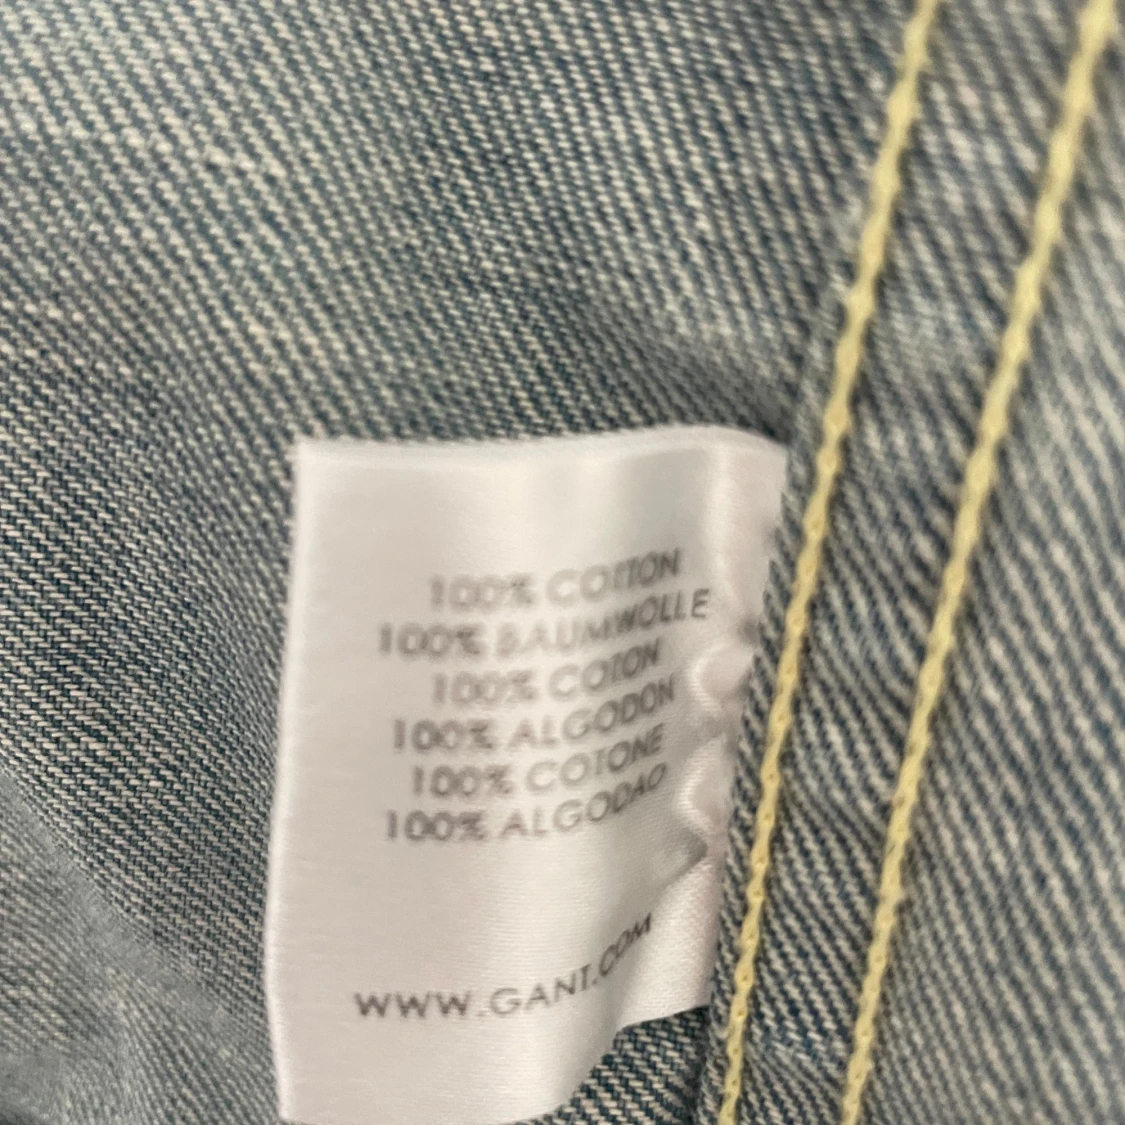 100% COTTON
100% BAUMWOLLE
100% COTON
100% ALGODON
100% COTONE
100% ALGODAO
WWW.GANT.COM